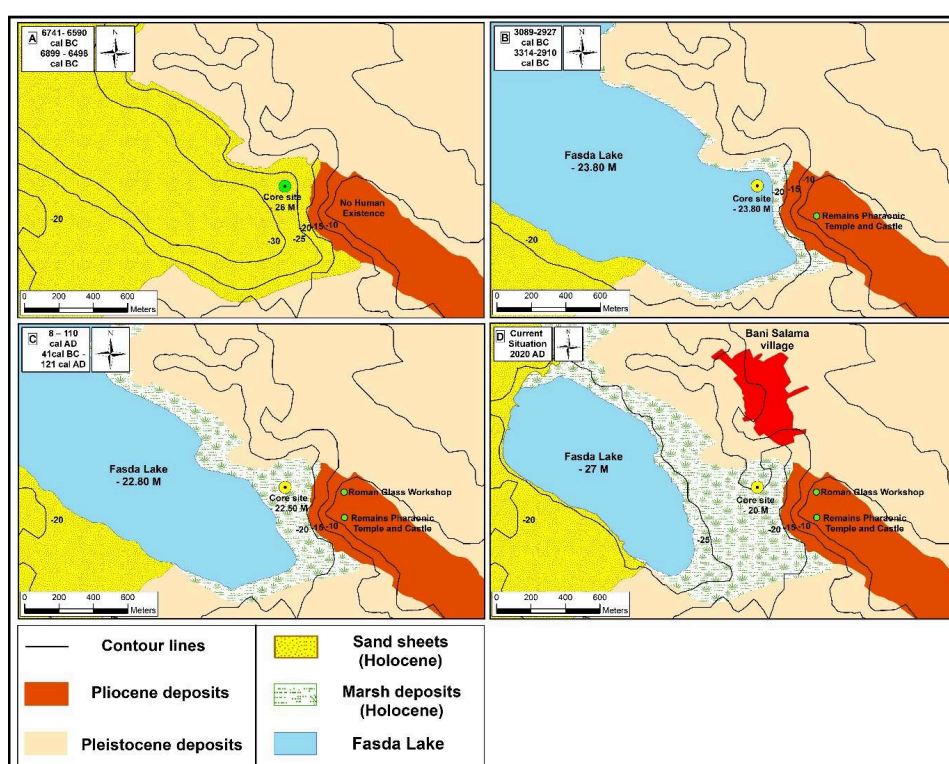 A
6741- 6590
cal BC
6899 - 6498
cal BC
N
Core site
- 26 M
No Human
Existence
-20
-30
-25
-20
-15
-10
0 200 400 600
Meters
B
3089-2927
cal BC
3314-2910
cal BC
N
Fasda Lake
- 23.80 M
Core site
- 23.80 M
-20
-15
-10
Remains Pharaonic
Temple and Castle
-20
0 200 400 600
Meters
C
8 – 110
cal AD
41cal BC -
121 cal AD
N
Fasda Lake
- 22.80 M
Core site
- 22.50 M
Roman Glass Workshop
Remains Pharaonic
Temple and Castle
-20
-15
-10
-20
0 200 400 600
Meters
D
Current
Situation
2020 AD
N
Bani Salama
village
Fasda Lake
- 27 M
Core site
- 20 M
Roman Glass Workshop
Remains Pharaonic
Temple and Castle
-20
-15
-10
-25
-20
0 200 400 600
Meters
Contour lines
Pliocene deposits
Pleistocene deposits
Sand sheets
(Holocene)
Marsh deposits
(Holocene)
Fasda Lake